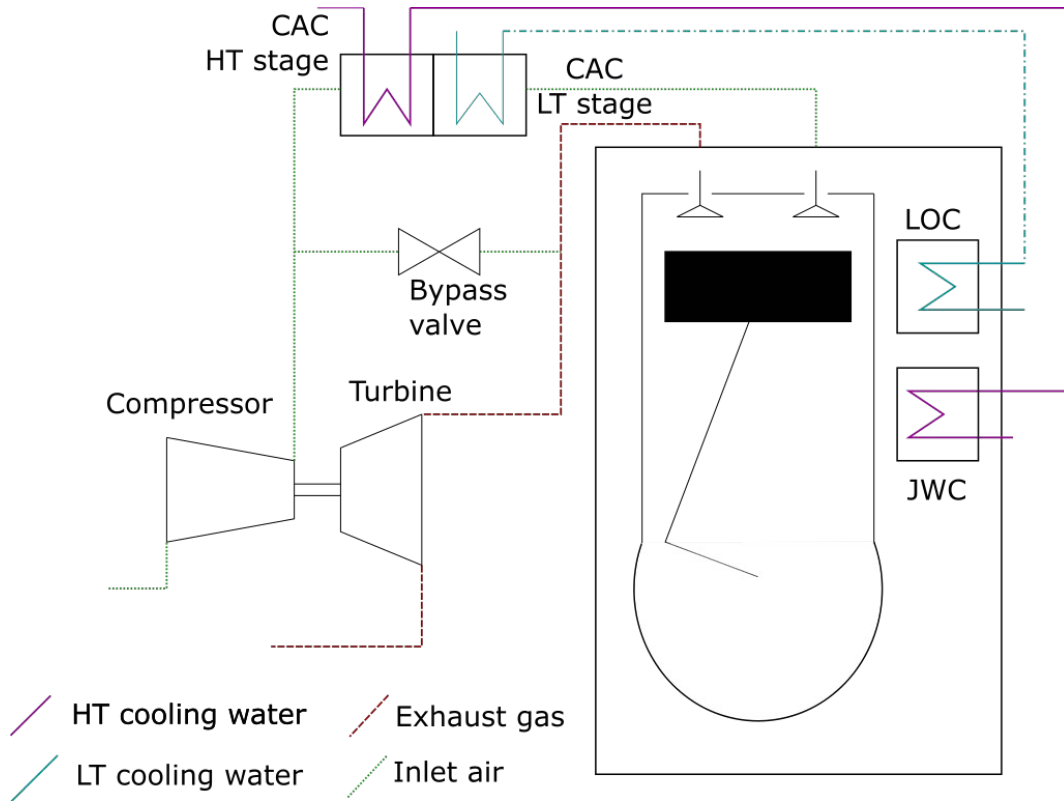 CAC
HT stage
CAC
LT stage
LOC
Bypass
valve
Turbine
Compressor
JWC
HT cooling water
Exhaust gas
LT cooling water
Inlet air